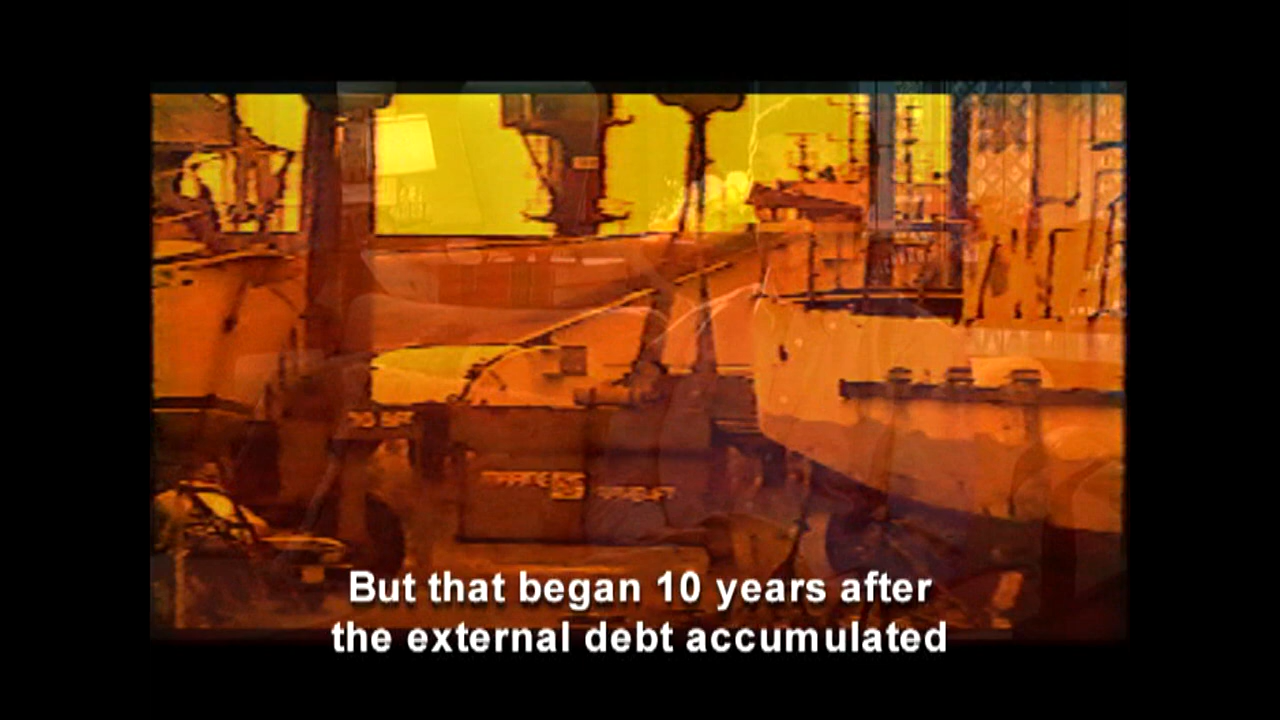 But that began 10 years after
the external debt accumulated